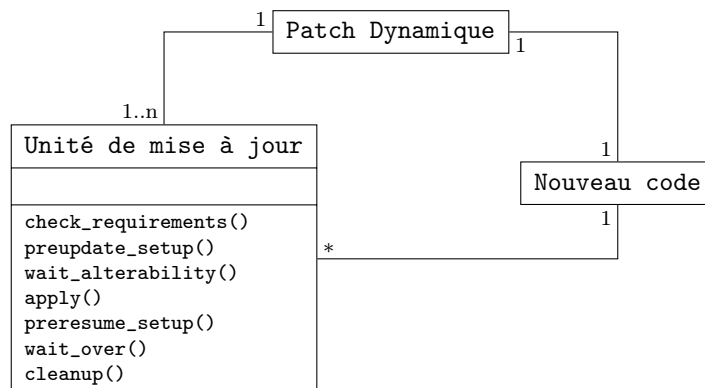 1
Patch Dynamique
1
1..n
Unité de mise à jour
1
Nouveau code
1
check_requirements()
preupdate_setup()
*
wait_alterability()
apply()
preresume_setup()
wait_over()
cleanup()